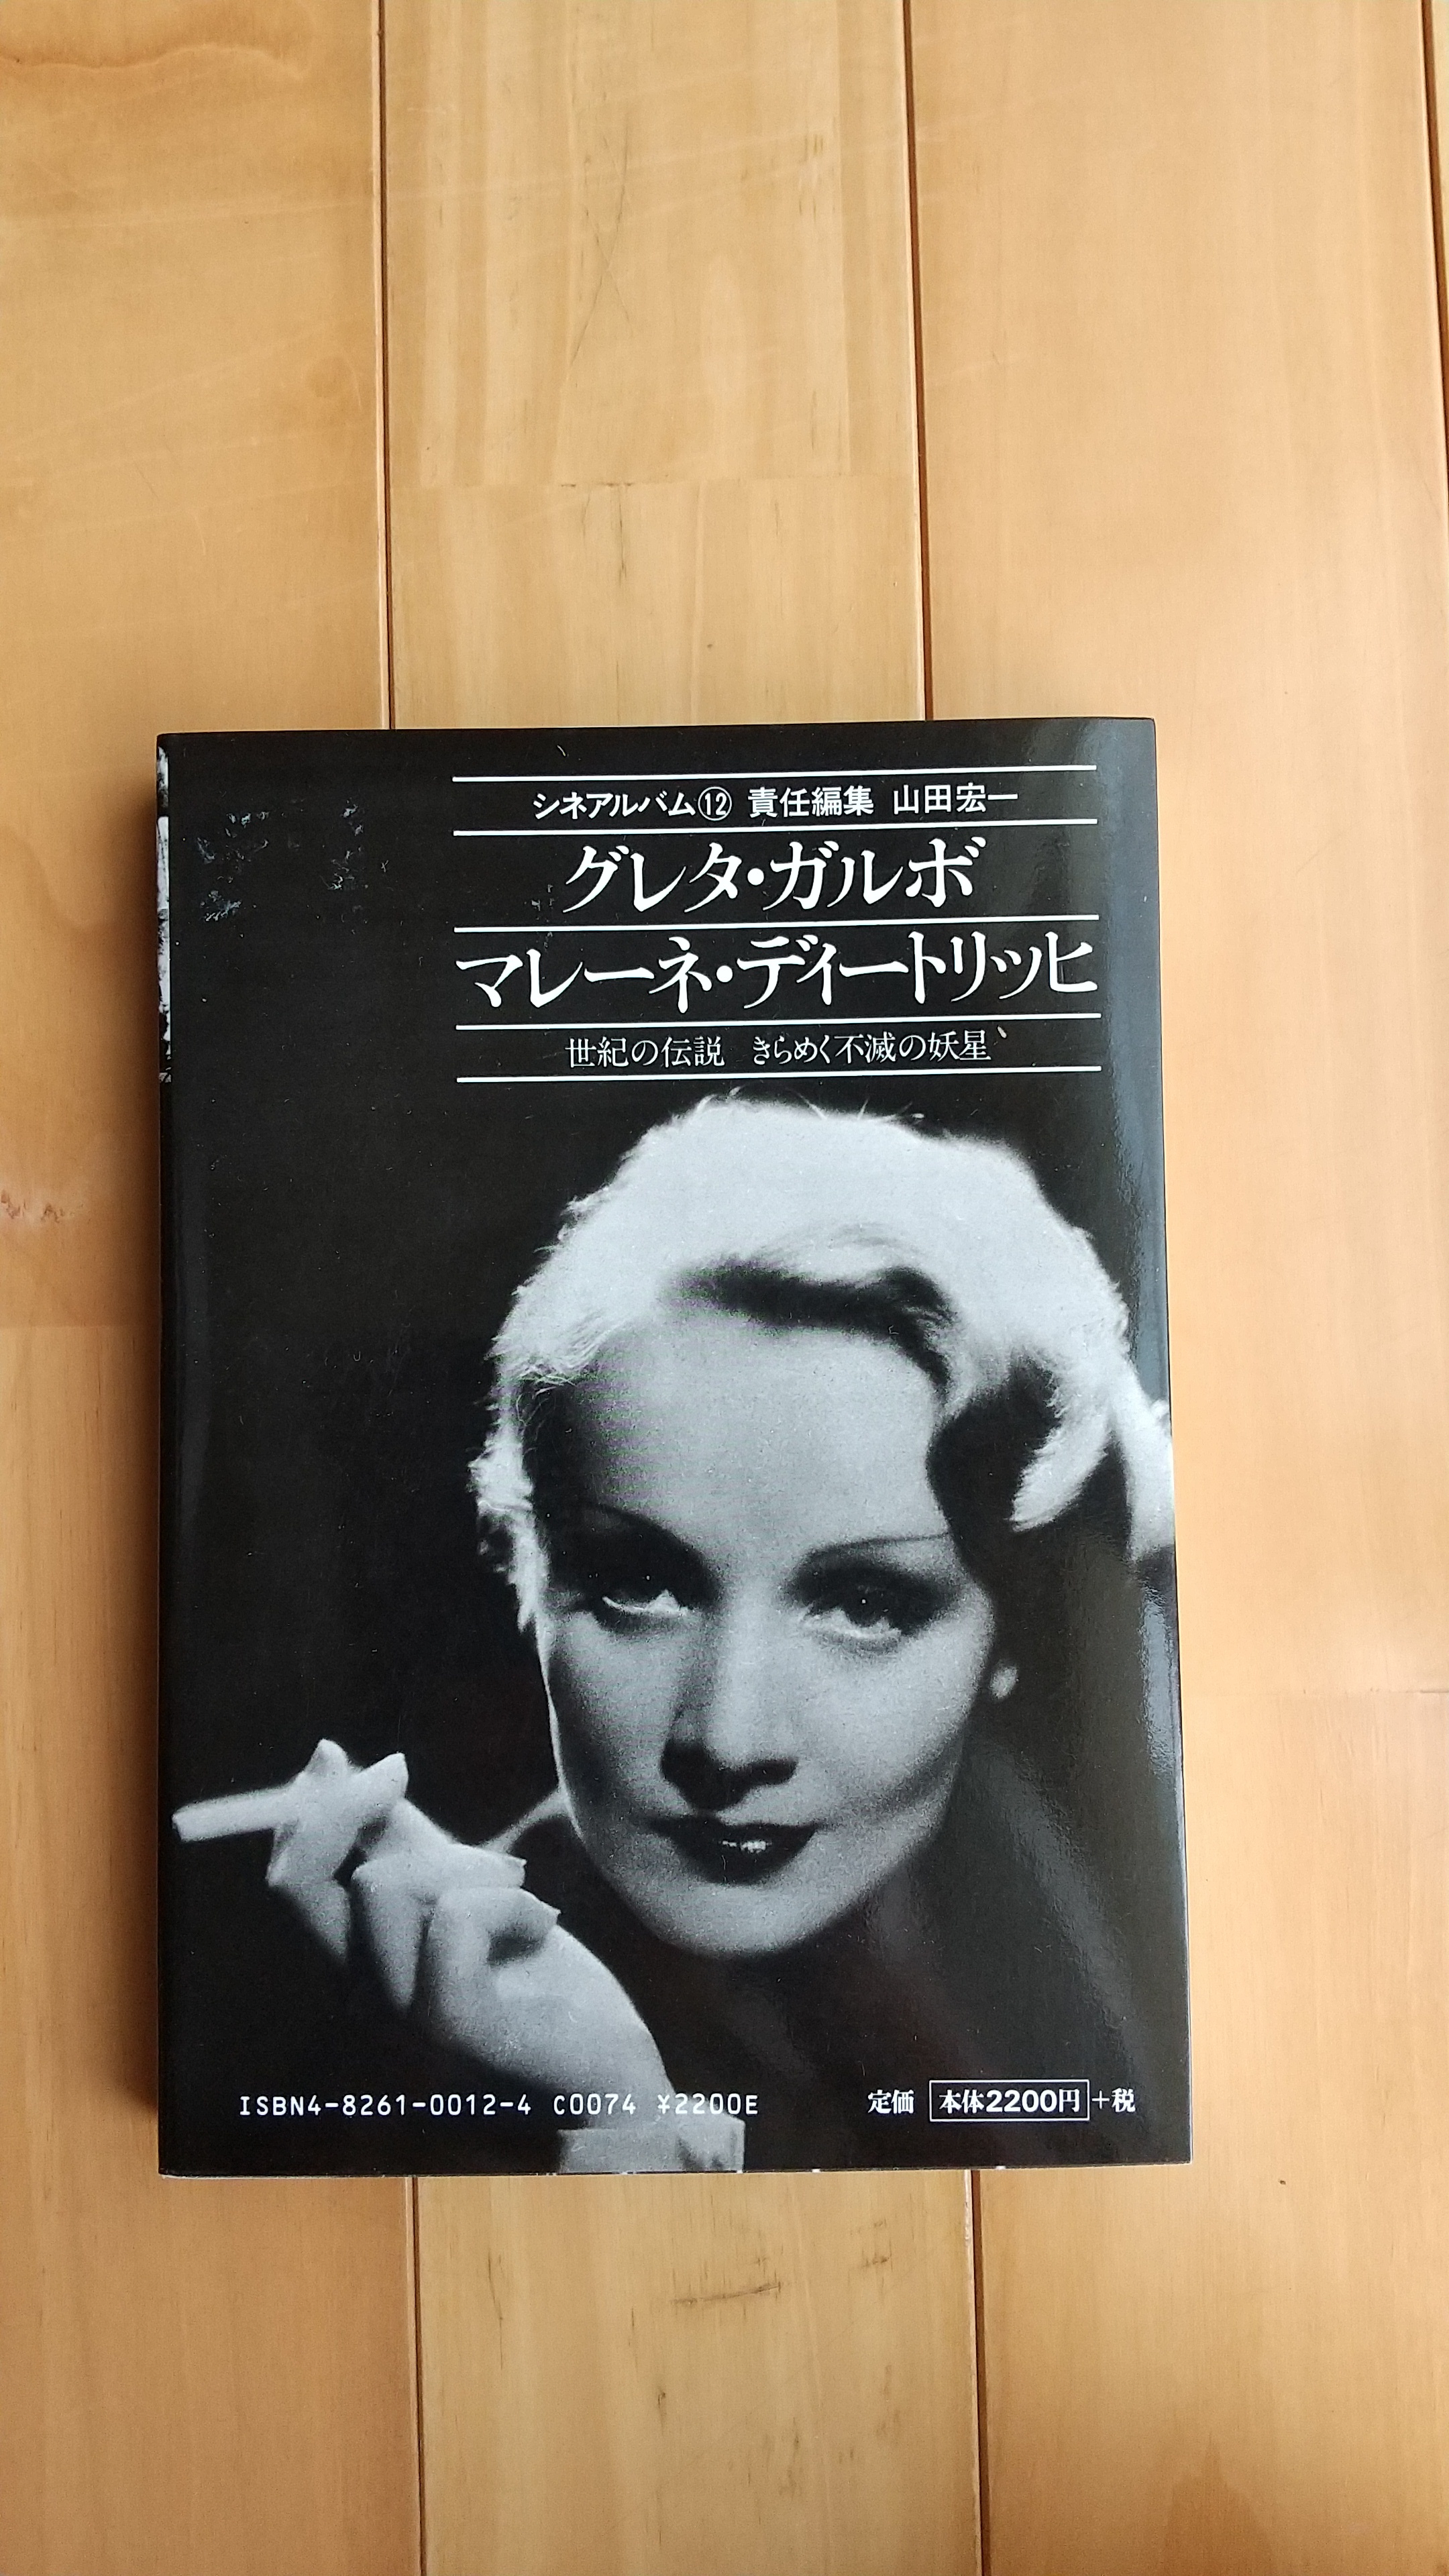 シネアルバム⑫ 責任編集 山田宏一
グレタ・ガルボ
マレーネ・ディートリッヒ
世紀の伝説 きらめく不滅の妖星
ISBN4-8261-0012-4 C0074 ¥2200E
定価 本体2200円+税